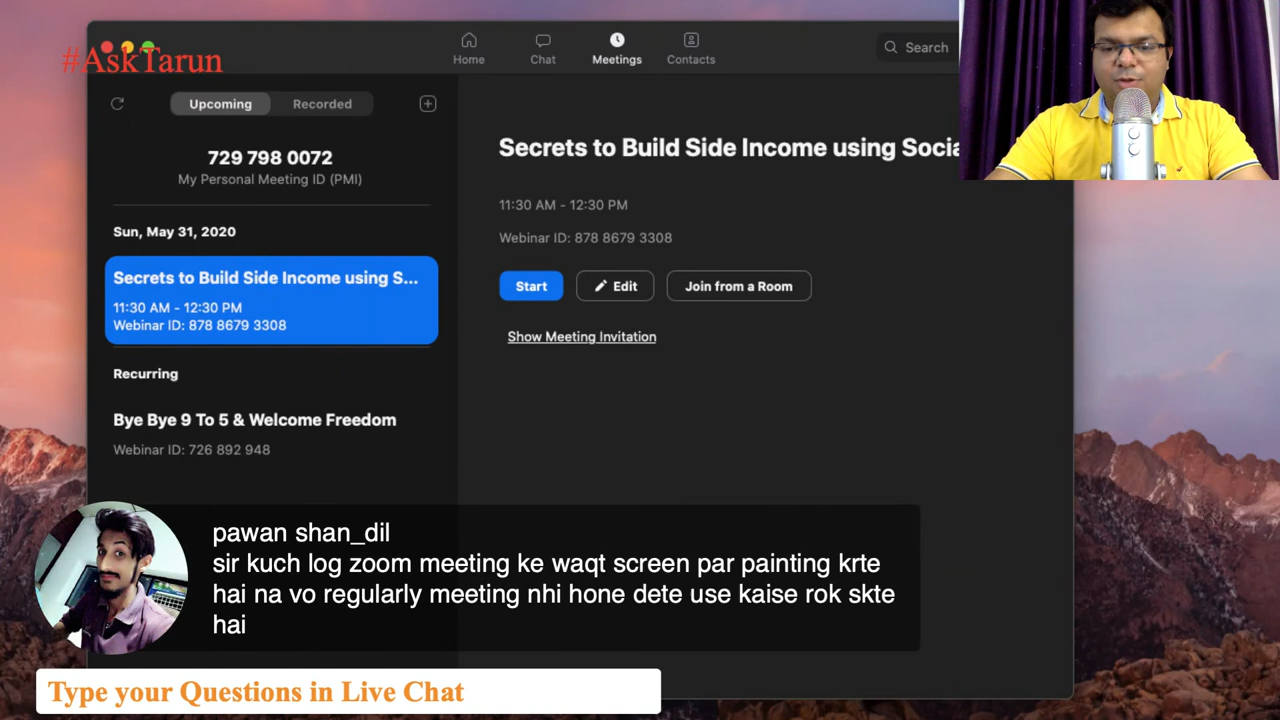 #AskTarun
Home
Chat
Meetings
Contacts
Search
Upcoming
Recorded
729 798 0072
My Personal Meeting ID (PMI)
Sun, May 31, 2020
Secrets to Build Side Income using S...
11:30 AM - 12:30 PM
Webinar ID: 878 8679 3308
Recurring
Bye Bye 9 To 5 & Welcome Freedom
Webinar ID: 726 892 948
Secrets to Build Side Income using Socia
11:30 AM - 12:30 PM
Webinar ID: 878 8679 3308
Start
Edit
Join from a Room
Show Meeting Invitation
pawan shan_dil
sir kuch log zoom meeting ke waqt screen par painting krte
hai na vo regularly meeting nhi hone dete use kaise rok skte
hai
Type your Questions in Live Chat